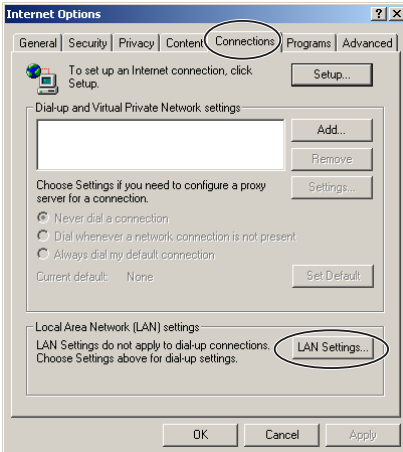 Internet Options
General Security Privacy Content Connections Programs Advanced
To set up an Internet connection, click
Setup.
Setup...
Dial-up and Virtual Private Network settings
Add...
Remove
Choose Settings if you need to configure a proxy
server for a connection.
Settings...
Never dial a connection
Dial whenever a network connection is not present
Always dial my default connection
Current default: None
Set Default
Local Area Network (LAN) settings
LAN Settings do not apply to dial-up connections.
Choose Settings above for dial-up settings.
LAN Settings...
OK Cancel Apply